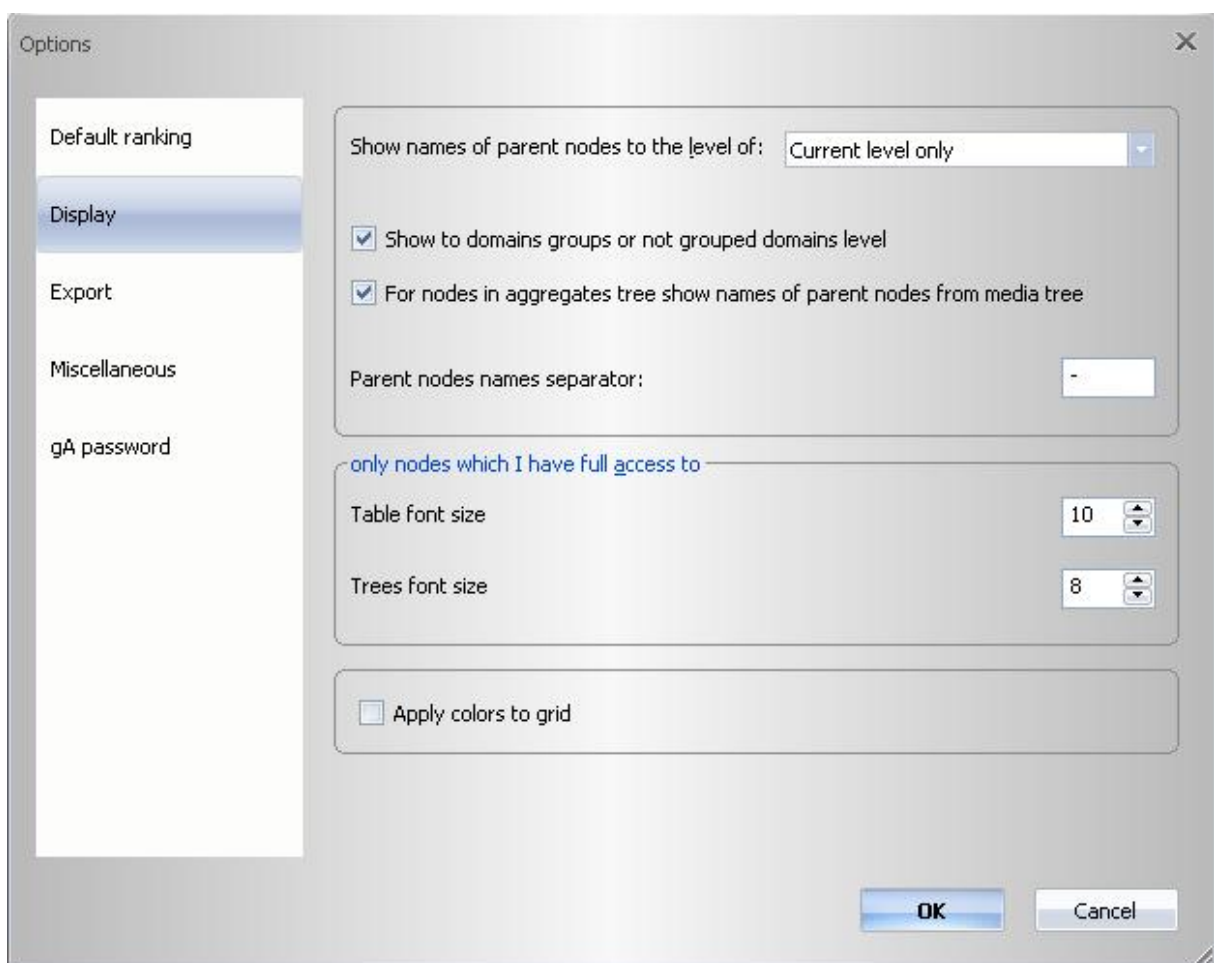 Options
Default ranking
Display
Export
Miscellaneous
gA password
Show names of parent nodes to the level of: Current level only
Show to domains groups or not grouped domains level
For nodes in aggregates tree show names of parent nodes from media tree
Parent nodes names separator: -
only nodes which I have full access to
Table font size 10
Trees font size 8
Apply colors to grid
OK Cancel